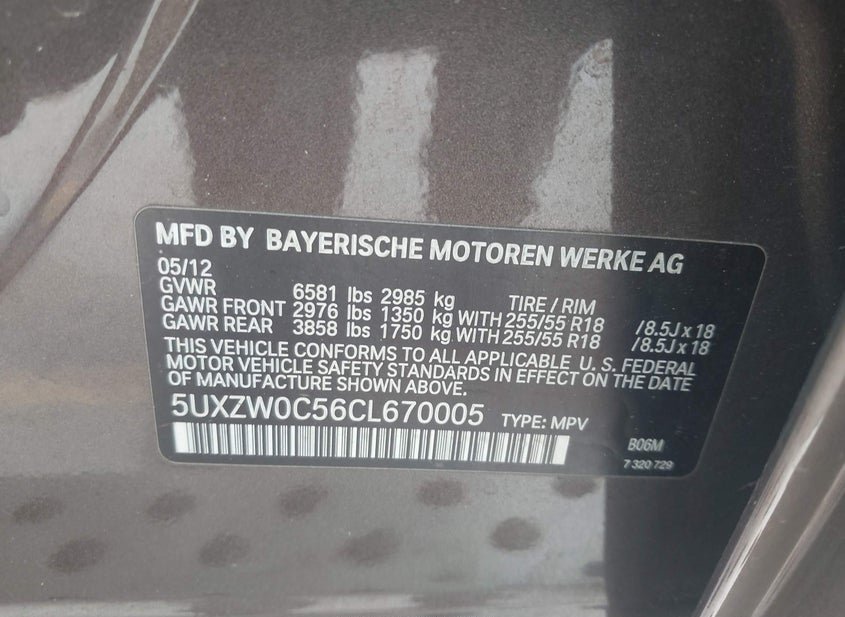 MFD BY BAYERISCHE MOTOREN WERKE AG
05/12
GVWR 6581 lbs 2985 kg TIRE / RIM
GAWR FRONT 2976 lbs 1350 kg WITH 255/55 R18 /8.5J x 18
GAWR REAR 3858 lbs 1750 kg WITH 255/55 R18 /8.5J x 18
THIS VEHICLE CONFORMS TO ALL APPLICABLE U. S. FEDERAL
MOTOR VEHICLE SAFETY STANDARDS IN EFFECT ON THE DATE
OF MANUFACTURE SHOWN ABOVE.
5UXZW0C56CL670005 TYPE: MPV
B06M
7 320 729